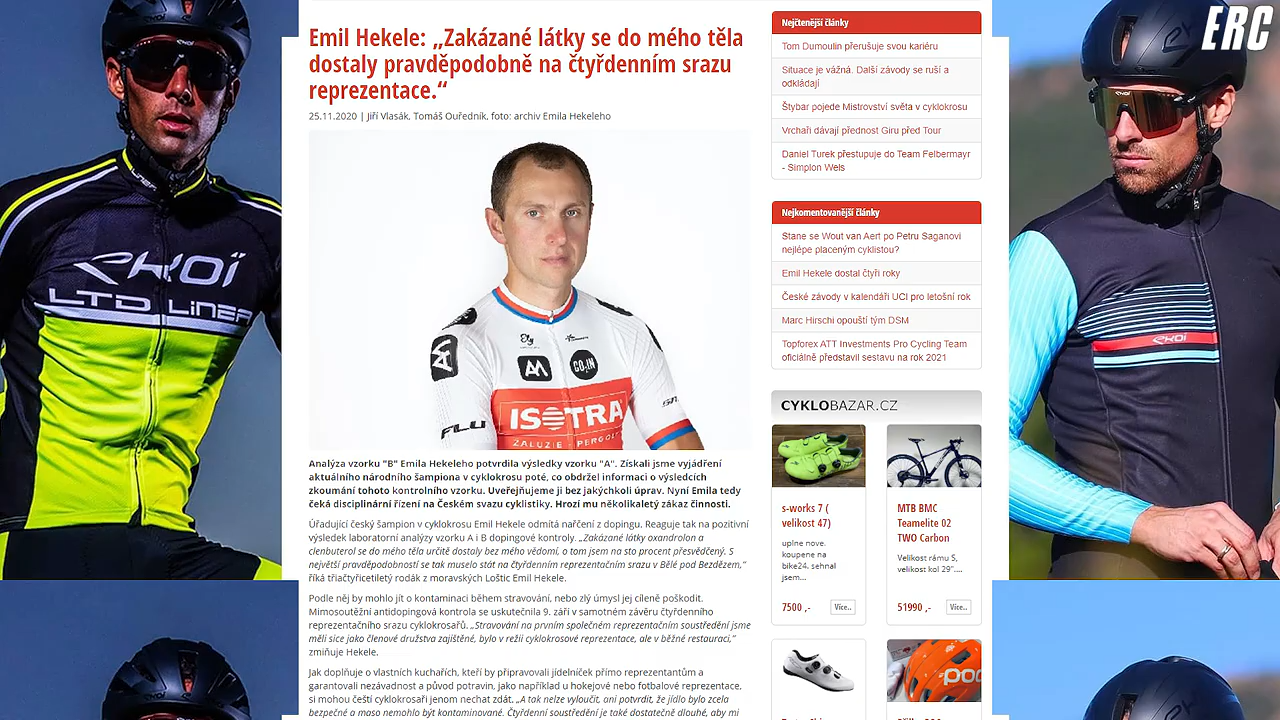 ERC
Emil Hekele: „Zakázané látky se do mého těla
dostaly pravděpodobně na čtyřdenním srazu
reprezentace.“
25.11.2020 | Jiří Vlasák, Tomáš Ouředník, foto: archiv Emila Hekeleho
ISOTRA
ŽALUZIE · PERGOL
FLU
CO₂IN
Analýza vzorku "B" Emila Hekeleho potvrdila výsledky vzorku "A". Získali jsme vyjádření
aktuálního národního šampiona v cyklokrosu poté, co obdržel informaci o výsledcích
zkoumání tohoto kontrolního vzorku. Uveřejňujeme ji bez jakýchkoli úprav. Nyní Emila tedy
čeká disciplinární řízení na Českém svazu cyklistiky. Hrozí mu několikaletý zákaz činnosti.
Úřadující český šampion v cyklokrosu Emil Hekele odmítá nařčení z dopingu. Reaguje tak na pozitivní
výsledek laboratorní analýzy vzorku A i B dopingové kontroly. „Zakázané látky oxandrolon a
clenbuterol se do mého těla určitě dostaly bez mého vědomí, o tom jsem na sto procent přesvědčený. S
největší pravděpodobností se tak muselo stát na čtyřdenním reprezentačním srazu v Bělé pod Bezdězem,“
říká třiačtyřicetiletý rodák z moravských Loštic Emil Hekele.
Podle něj by mohlo jít o kontaminaci během stravování, nebo zlý úmysl jej cíleně poškodit.
Mimosoutěžní antidopingová kontrola se uskutečnila 9. září v samotném závěru čtyřdenního
reprezentačního srazu cyklokrosařů. „Stravování na prvním společném reprezentačním soustředění jsme
měli sice jako členové družstva zajištěné, bylo v režii cyklokrosové reprezentace, ale v běžné restauraci,“
zmiňuje Hekele.
Jak doplňuje o vlastních kuchařích, kteří by připravovali jídelníček přímo reprezentantům a
garantovali nezávadnost a původ potravin, jako například u hokejové nebo fotbalové reprezentace,
si mohou čeští cyklokrosaři jenom nechat zdát. „A tak nelze vyloučit, ani potvrdit, že jídlo bylo zcela
bezpečné a maso nemohlo být kontaminované. Čtyřdenní soustředění je také dostatečně dlouhé, aby mi
Nejčtenější články
Tom Dumoulin přerušuje svou kariéru
Situace je vážná. Další závody se ruší a
odkládají
Štybar pojede Mistrovství světa v cyklokrosu
Vrchaři dávají přednost Giru před Tour
Daniel Turek přestupuje do Team Felbermayr
- Simplon Wels
Nejkomentovanější články
Stane se Wout van Aert po Petru Saganovi
nejlépe placeným cyklistou?
Emil Hekele dostal čtyři roky
České závody v kalendáři UCI pro letošní rok
Marc Hirschi opouští tým DSM
Topforex ATT Investments Pro Cycling Team
oficiálně představil sestavu na rok 2021
CYKLOBAZAR.CZ
s-works 7 (
velikost 47)
uplne nove.
koupene na
bike24. sehnal
jsem...
7500 ,-
Více..
MTB BMC
Teamelite 02
TWO Carbon
Velikost rámu S,
velikost kol 29"....
51990 ,-
Více..
POC
EKOÏ
LTD LINER
EKOÏ